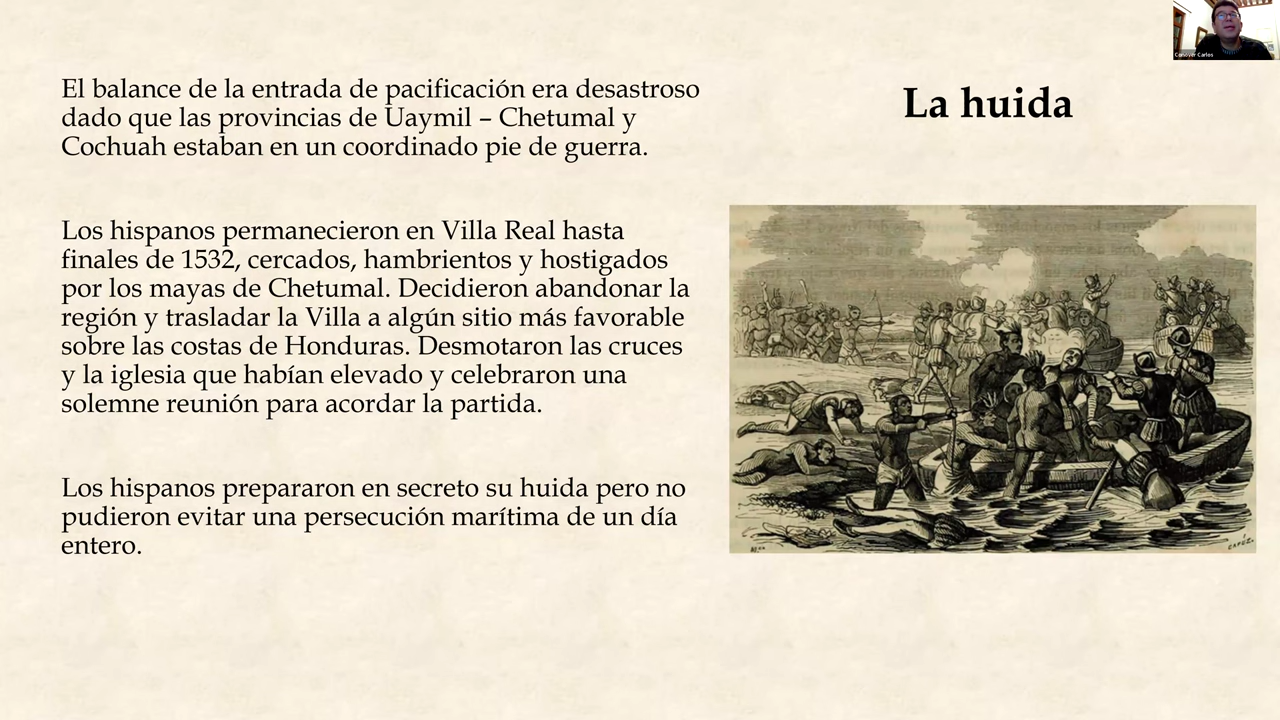 El balance de la entrada de pacificación era desastroso
dado que las provincias de Uaymil – Chetumal y
Cochuah estaban en un coordinado pie de guerra.
Los hispanos permanecieron en Villa Real hasta
finales de 1532, cercados, hambrientos y hostigados
por los mayas de Chetumal. Decidieron abandonar la
región y trasladar la Villa a algún sitio más favorable
sobre las costas de Honduras. Desmotaron las cruces
y la iglesia que habían elevado y celebraron una
solemne reunión para acordar la partida.
Los hispanos prepararon en secreto su huida pero no
pudieron evitar una persecución marítima de un día
entero.
La huida
Conover Carlos